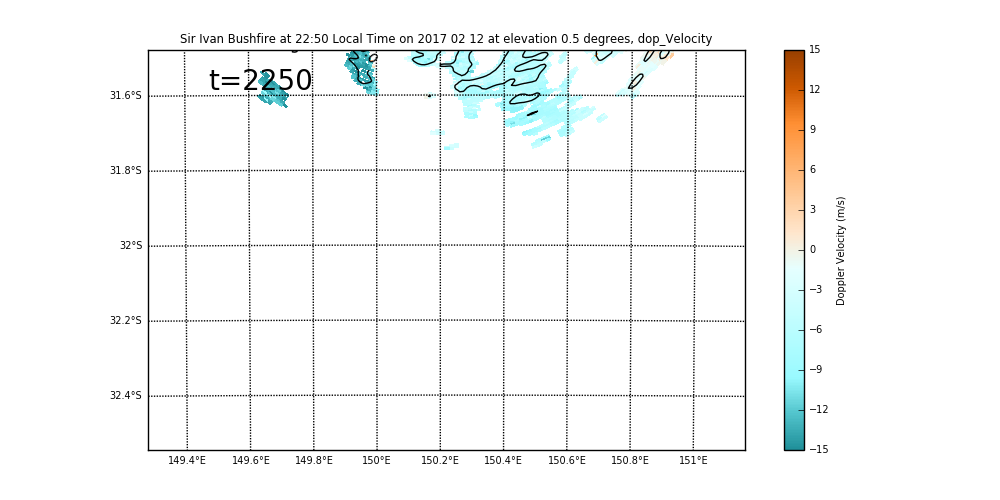 Sir Ivan Bushfire at 22:50 Local Time on 2017 02 12 at elevation 0.5 degrees, dop_Velocity
t=2250
31.6°S
31.8°S
32°S
32.2°S
32.4°S
149.4°E 149.6°E 149.8°E 150°E 150.2°E 150.4°E 150.6°E 150.8°E 151°E
15
12
9
6
3
0
−3
−6
−9
−12
−15
Doppler Velocity (m/s)